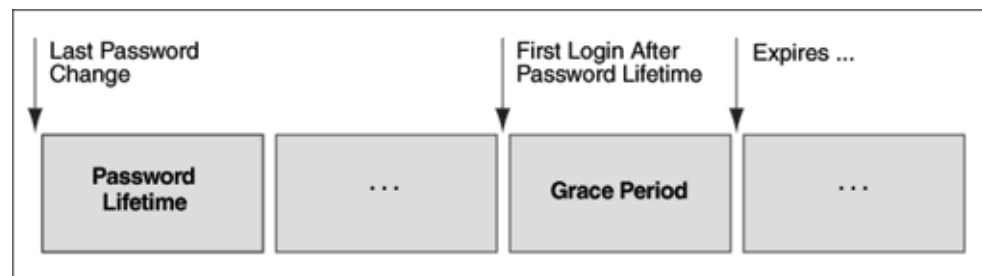 Last Password
Change
First Login After
Password Lifetime
Expires ...
Password
Lifetime
...
Grace Period
...